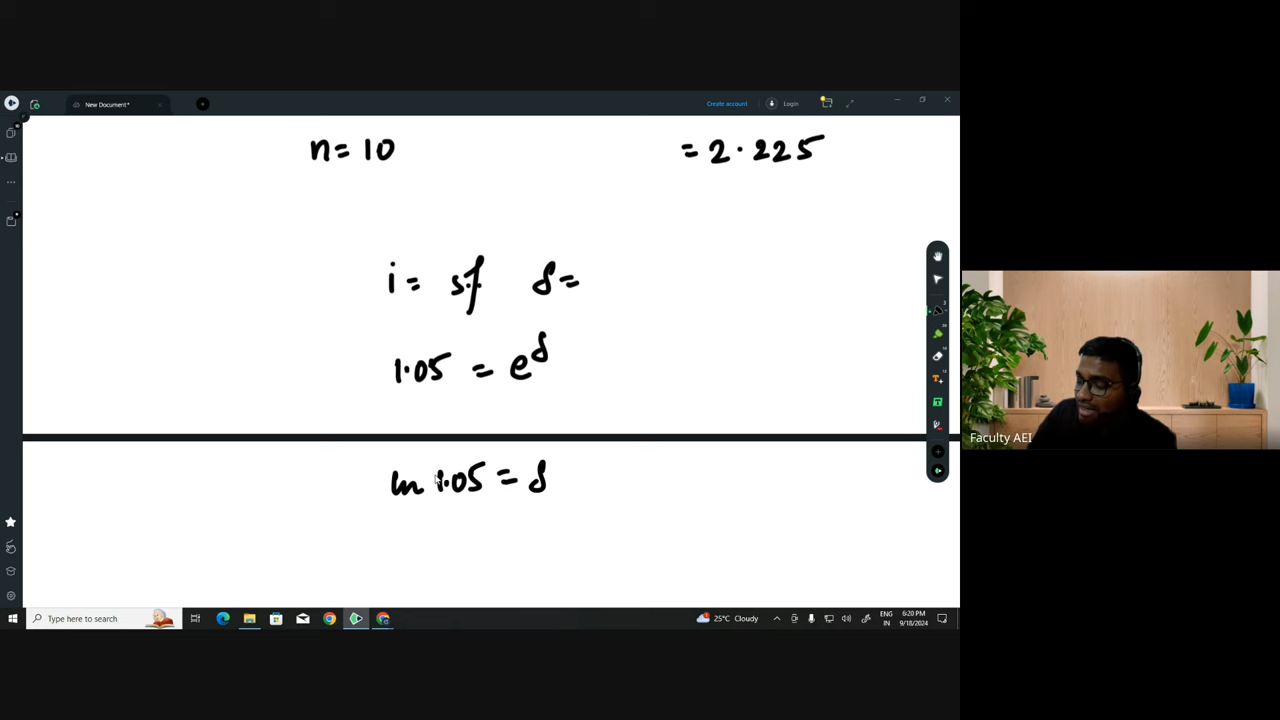 New Document*
Create account
Login
n = 10
= 2.225
i = 5%
δ =
1.05 = e^δ
ln 1.05 = δ
Faculty AEI
Type here to search
25°C Cloudy
ENG
IN
6:20 PM
9/18/2024